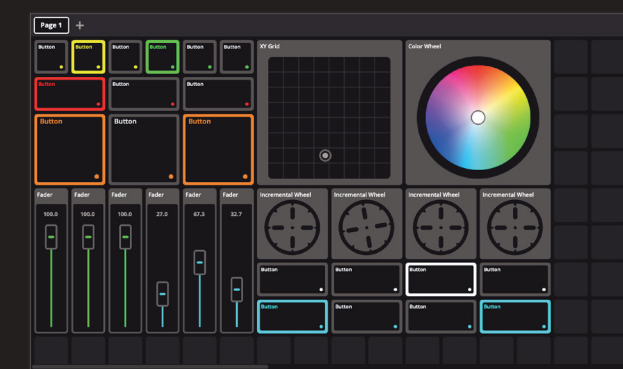 Page 1 +
Button Button Button Button Button Button XY Grid Color Wheel
Button Button Button
Button Button Button
Fader Fader Fader Fader Fader Fader Incremental Wheel Incremental Wheel Incremental Wheel Incremental Wheel
100.0 100.0 100.0 27.0 67.3 32.7
Button Button Button Button
Button Button Button Button